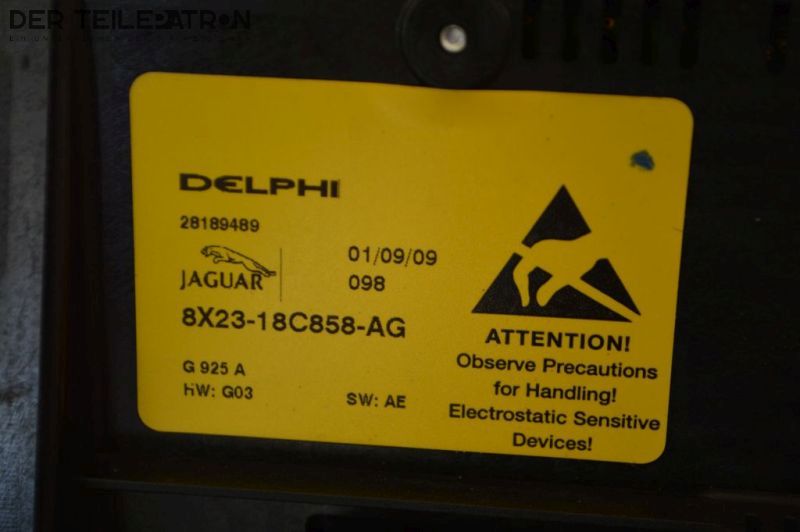 DER TEILEPATRON
DELPHI
28189489
JAGUAR
01/09/09
098
8X23-18C858-AG
G 925 A
HW: G03
SW: AE
ATTENTION!
Observe Precautions
for Handling!
Electrostatic Sensitive
Devices!